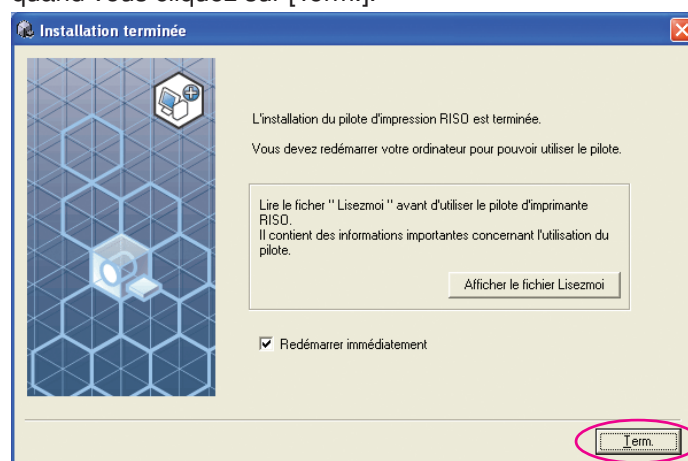 quand vous cliquez sur [Term.].
Installation terminée
L'installation du pilote d'impression RISO est terminée.
Vous devez redémarrer votre ordinateur pour pouvoir utiliser le pilote.
Lire le ficher " Lisezmoi " avant d'utiliser le pilote d'imprimante
RISO.
Il contient des informations importantes concernant l'utilisation du
pilote.
Afficher le fichier Lisezmoi
Redémarrer immédiatement
Term.